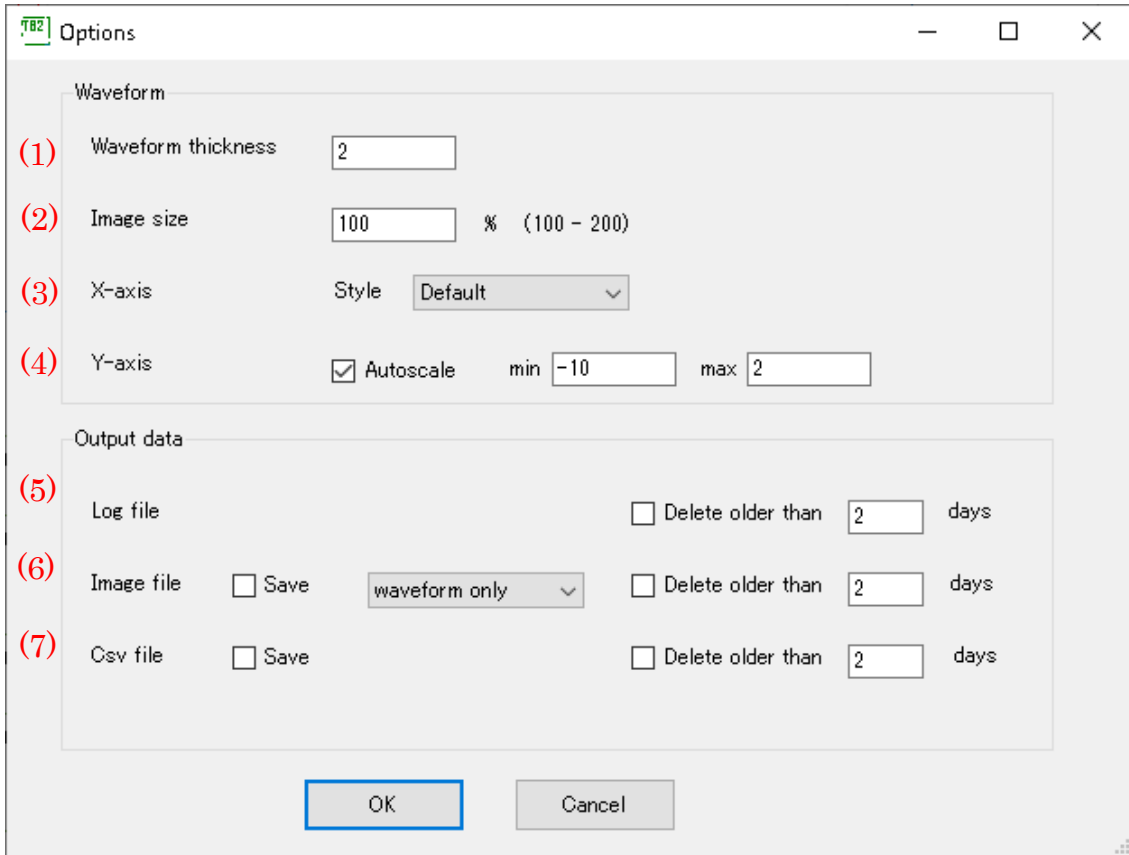 TB2 Options
Waveform
(1) Waveform thickness 2
(2) Image size 100 % (100 - 200)
(3) X-axis Style Default
(4) Y-axis Autoscale min -10 max 2
Output data
(5) Log file Delete older than 2 days
(6) Image file Save waveform only Delete older than 2 days
(7) Csv file Save Delete older than 2 days
OK Cancel